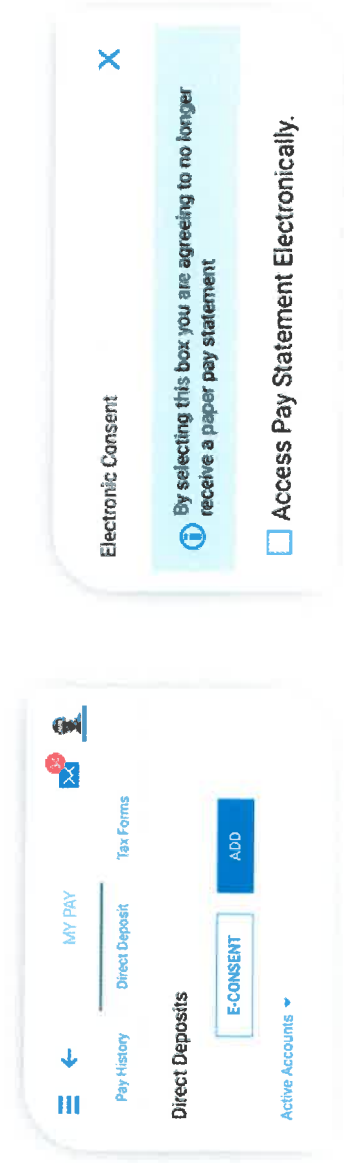 MY PAY
Pay History Direct Deposit Tax Forms
Direct Deposits
E-CONSENT ADD
Active Accounts
Electronic Consent
By selecting this box you are agreeing to no longer
receive a paper pay statement
Access Pay Statement Electronically.